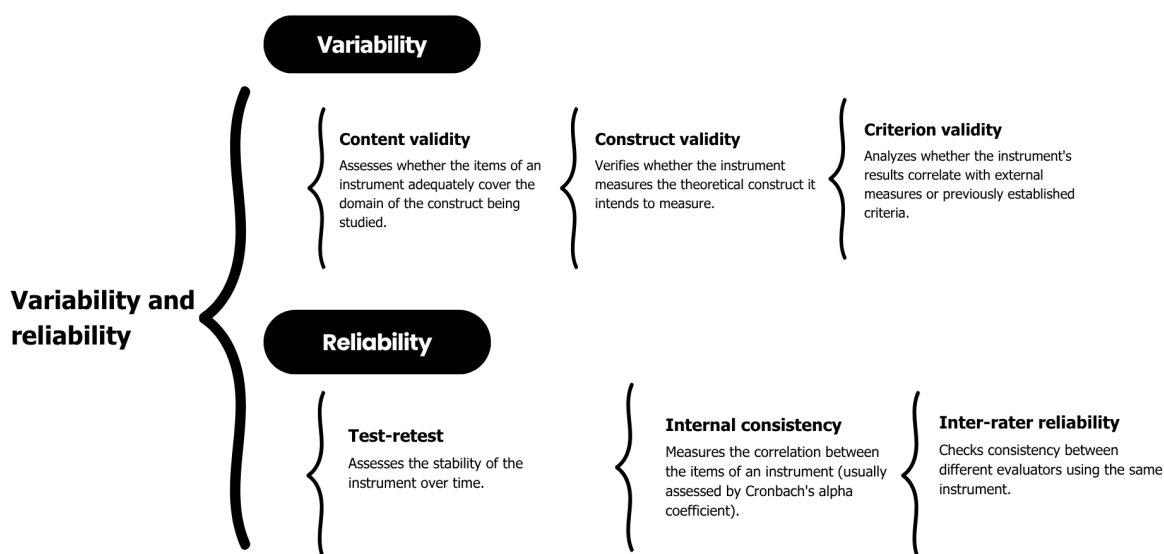 Variability
Content validity
Assesses whether the items of an
instrument adequately cover the
domain of the construct being
studied.
Construct validity
Verifies whether the instrument
measures the theoretical construct it
intends to measure.
Criterion validity
Analyzes whether the instrument's
results correlate with external
measures or previously established
criteria.
Variability and
reliability
Reliability
Test-retest
Assesses the stability of the
instrument over time.
Internal consistency
Measures the correlation between
the items of an instrument (usually
assessed by Cronbach's alpha
coefficient).
Inter-rater reliability
Checks consistency between
different evaluators using the same
instrument.